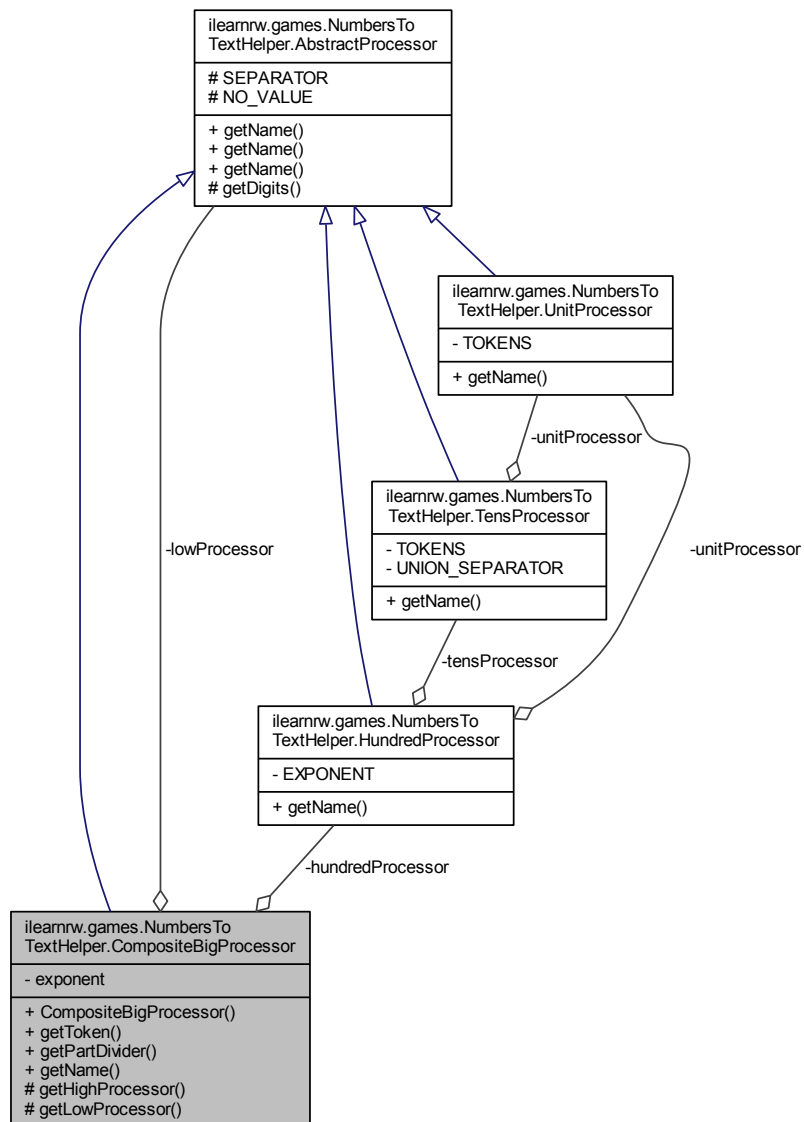 ilearnrw.games.NumbersTo
TextHelper.AbstractProcessor
# SEPARATOR
# NO_VALUE
+ getName()
+ getName()
+ getName()
# getDigits()
ilearnrw.games.NumbersTo
TextHelper.UnitProcessor
- TOKENS
+ getName()
-unitProcessor
ilearnrw.games.NumbersTo
TextHelper.TensProcessor
- TOKENS
- UNION_SEPARATOR
+ getName()
-lowProcessor
-unitProcessor
-tensProcessor
ilearnrw.games.NumbersTo
TextHelper.HundredProcessor
- EXPONENT
+ getName()
-hundredProcessor
ilearnrw.games.NumbersTo
TextHelper.CompositeBigProcessor
- exponent
+ CompositeBigProcessor()
+ getToken()
+ getPartDivider()
+ getName()
# getHighProcessor()
# getLowProcessor()